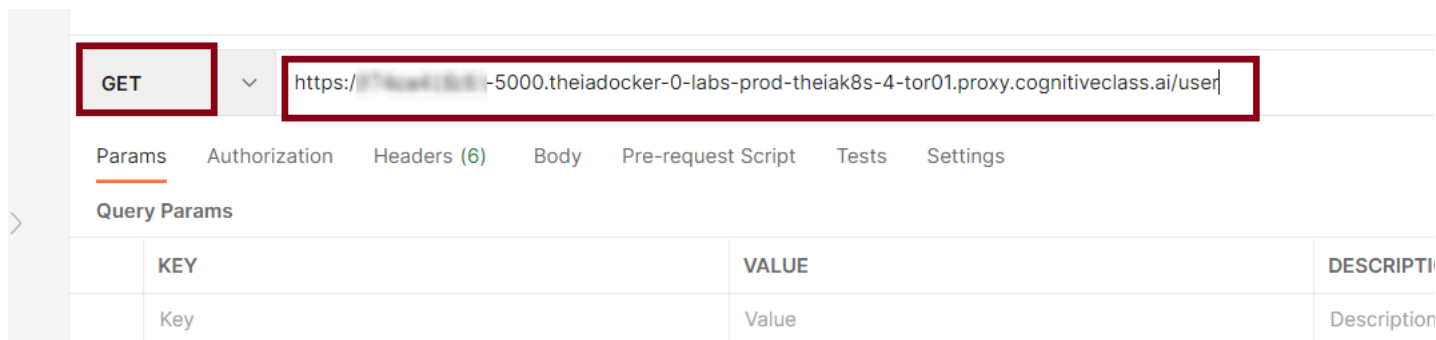 GET https:/ -5000.theiadocker-0-labs-prod-theiak8s-4-tor01.proxy.cognitiveclass.ai/user
Params Authorization Headers (6) Body Pre-request Script Tests Settings
Query Params
KEY VALUE DESCRIPTI
Key Value Description